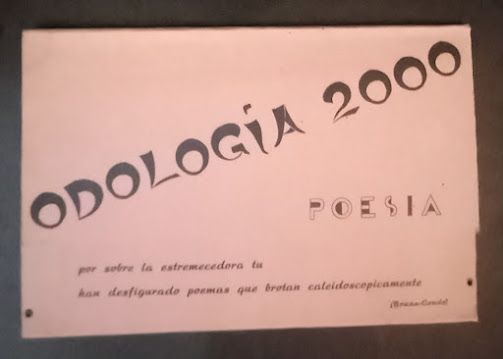 ODOLOGÍA 2000
POESIA
por sobre la estremecedora tu
han desfigurado poemas que brotan caleidoscopicamente